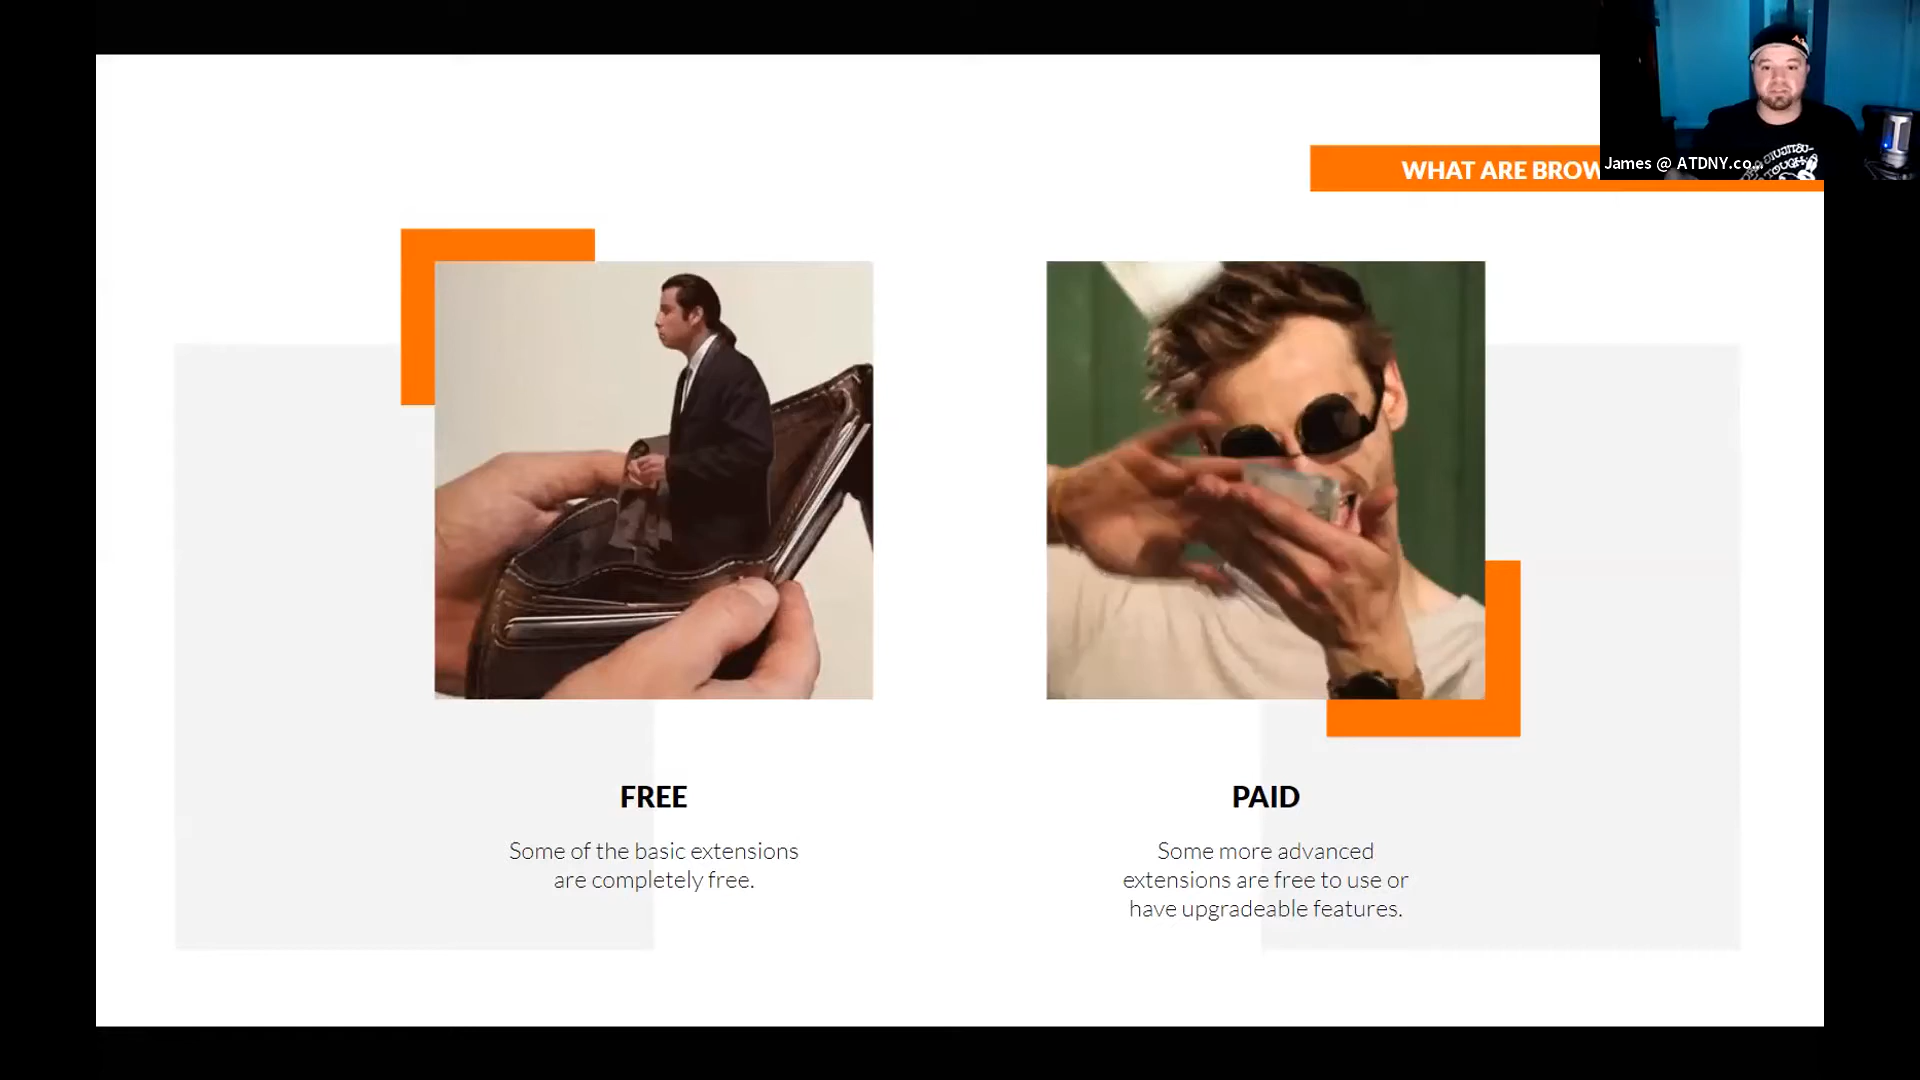 WHAT ARE BROW
James @ ATDNY.co...
FREE
Some of the basic extensions
are completely free.
PAID
Some more advanced
extensions are free to use or
have upgradeable features.